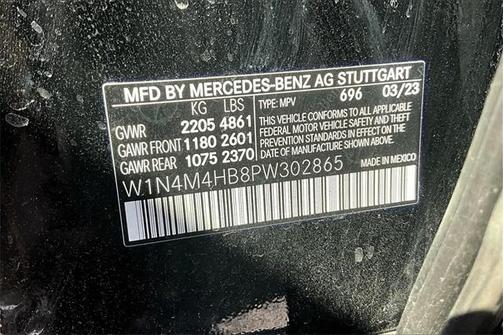 MFD BY MERCEDES-BENZ AG STUTTGART
KG LBS TYPE: MPV 696 03/23
GVWR 2205 4861
GAWR FRONT 1180 2601
GAWR REAR 1075 2370
THIS VEHICLE CONFORMS TO ALL APPLICABLE
FEDERAL MOTOR VEHICLE SAFETY AND THEFT
PREVENTION STANDARDS IN EFFECT ON THE
DATE OF MANUFACTURE SHOWN ABOVE.
MADE IN MEXICO
W1N4M4HB8PW302865